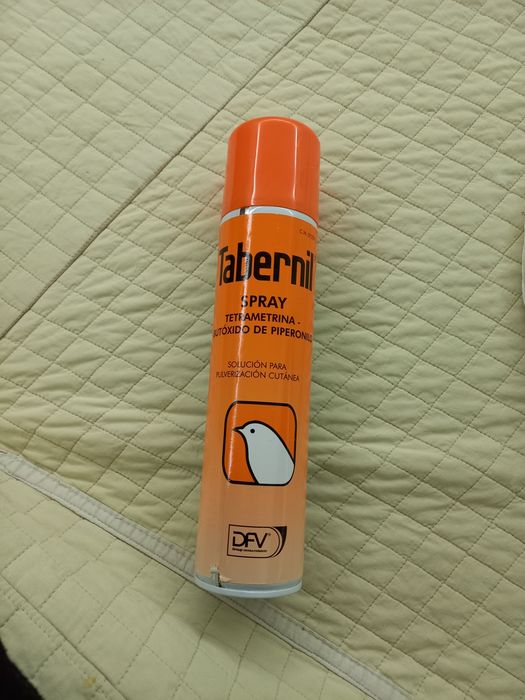 Tabernil
SPRAY
TETRAMETRINA -
BUTÓXIDO DE PIPERONILO
SOLUCIÓN PARA
PULVERIZACIÓN CUTÁNEA
DFV